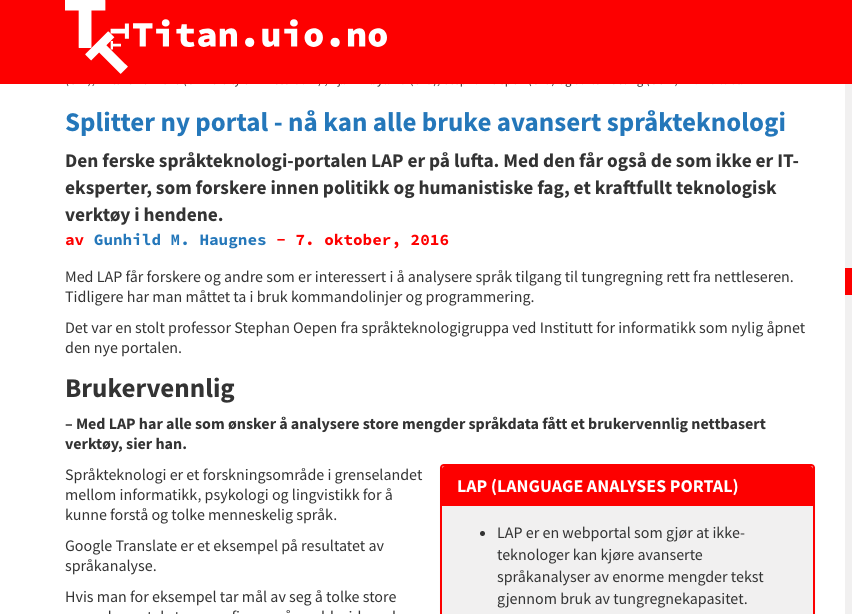 Titan.uio.no
Splitter ny portal - nå kan alle bruke avansert språkteknologi
Den ferske språkteknologi-portalen LAP er på lufta. Med den får også de som ikke er IT-
eksperter, som forskere innen politikk og humanistiske fag, et kraftfullt teknologisk
verktøy i hendene.
av Gunhild M. Haugnes – 7. oktober, 2016
Med LAP får forskere og andre som er interessert i å analysere språk tilgang til tungregning rett fra nettleseren.
Tidligere har man måttet ta i bruk kommandolinjer og programmering.
Det var en stolt professor Stephan Oepen fra språkteknologigruppa ved Institutt for informatikk som nylig åpnet
den nye portalen.
Brukervennlig
– Med LAP har alle som ønsker å analysere store mengder språkdata fått et brukervennlig nettbasert
verktøy, sier han.
Språkteknologi er et forskningsområde i grenselandet
mellom informatikk, psykologi og lingvistikk for å
kunne forstå og tolke menneskelig språk.
Google Translate er et eksempel på resultatet av
språkanalyse.
Hvis man for eksempel tar mål av seg å tolke store
LAP (LANGUAGE ANALYSES PORTAL)
• LAP er en webportal som gjør at ikke-
teknologer kan kjøre avanserte
språkanalyser av enorme mengder tekst
gjennom bruk av tungregnekapasitet.